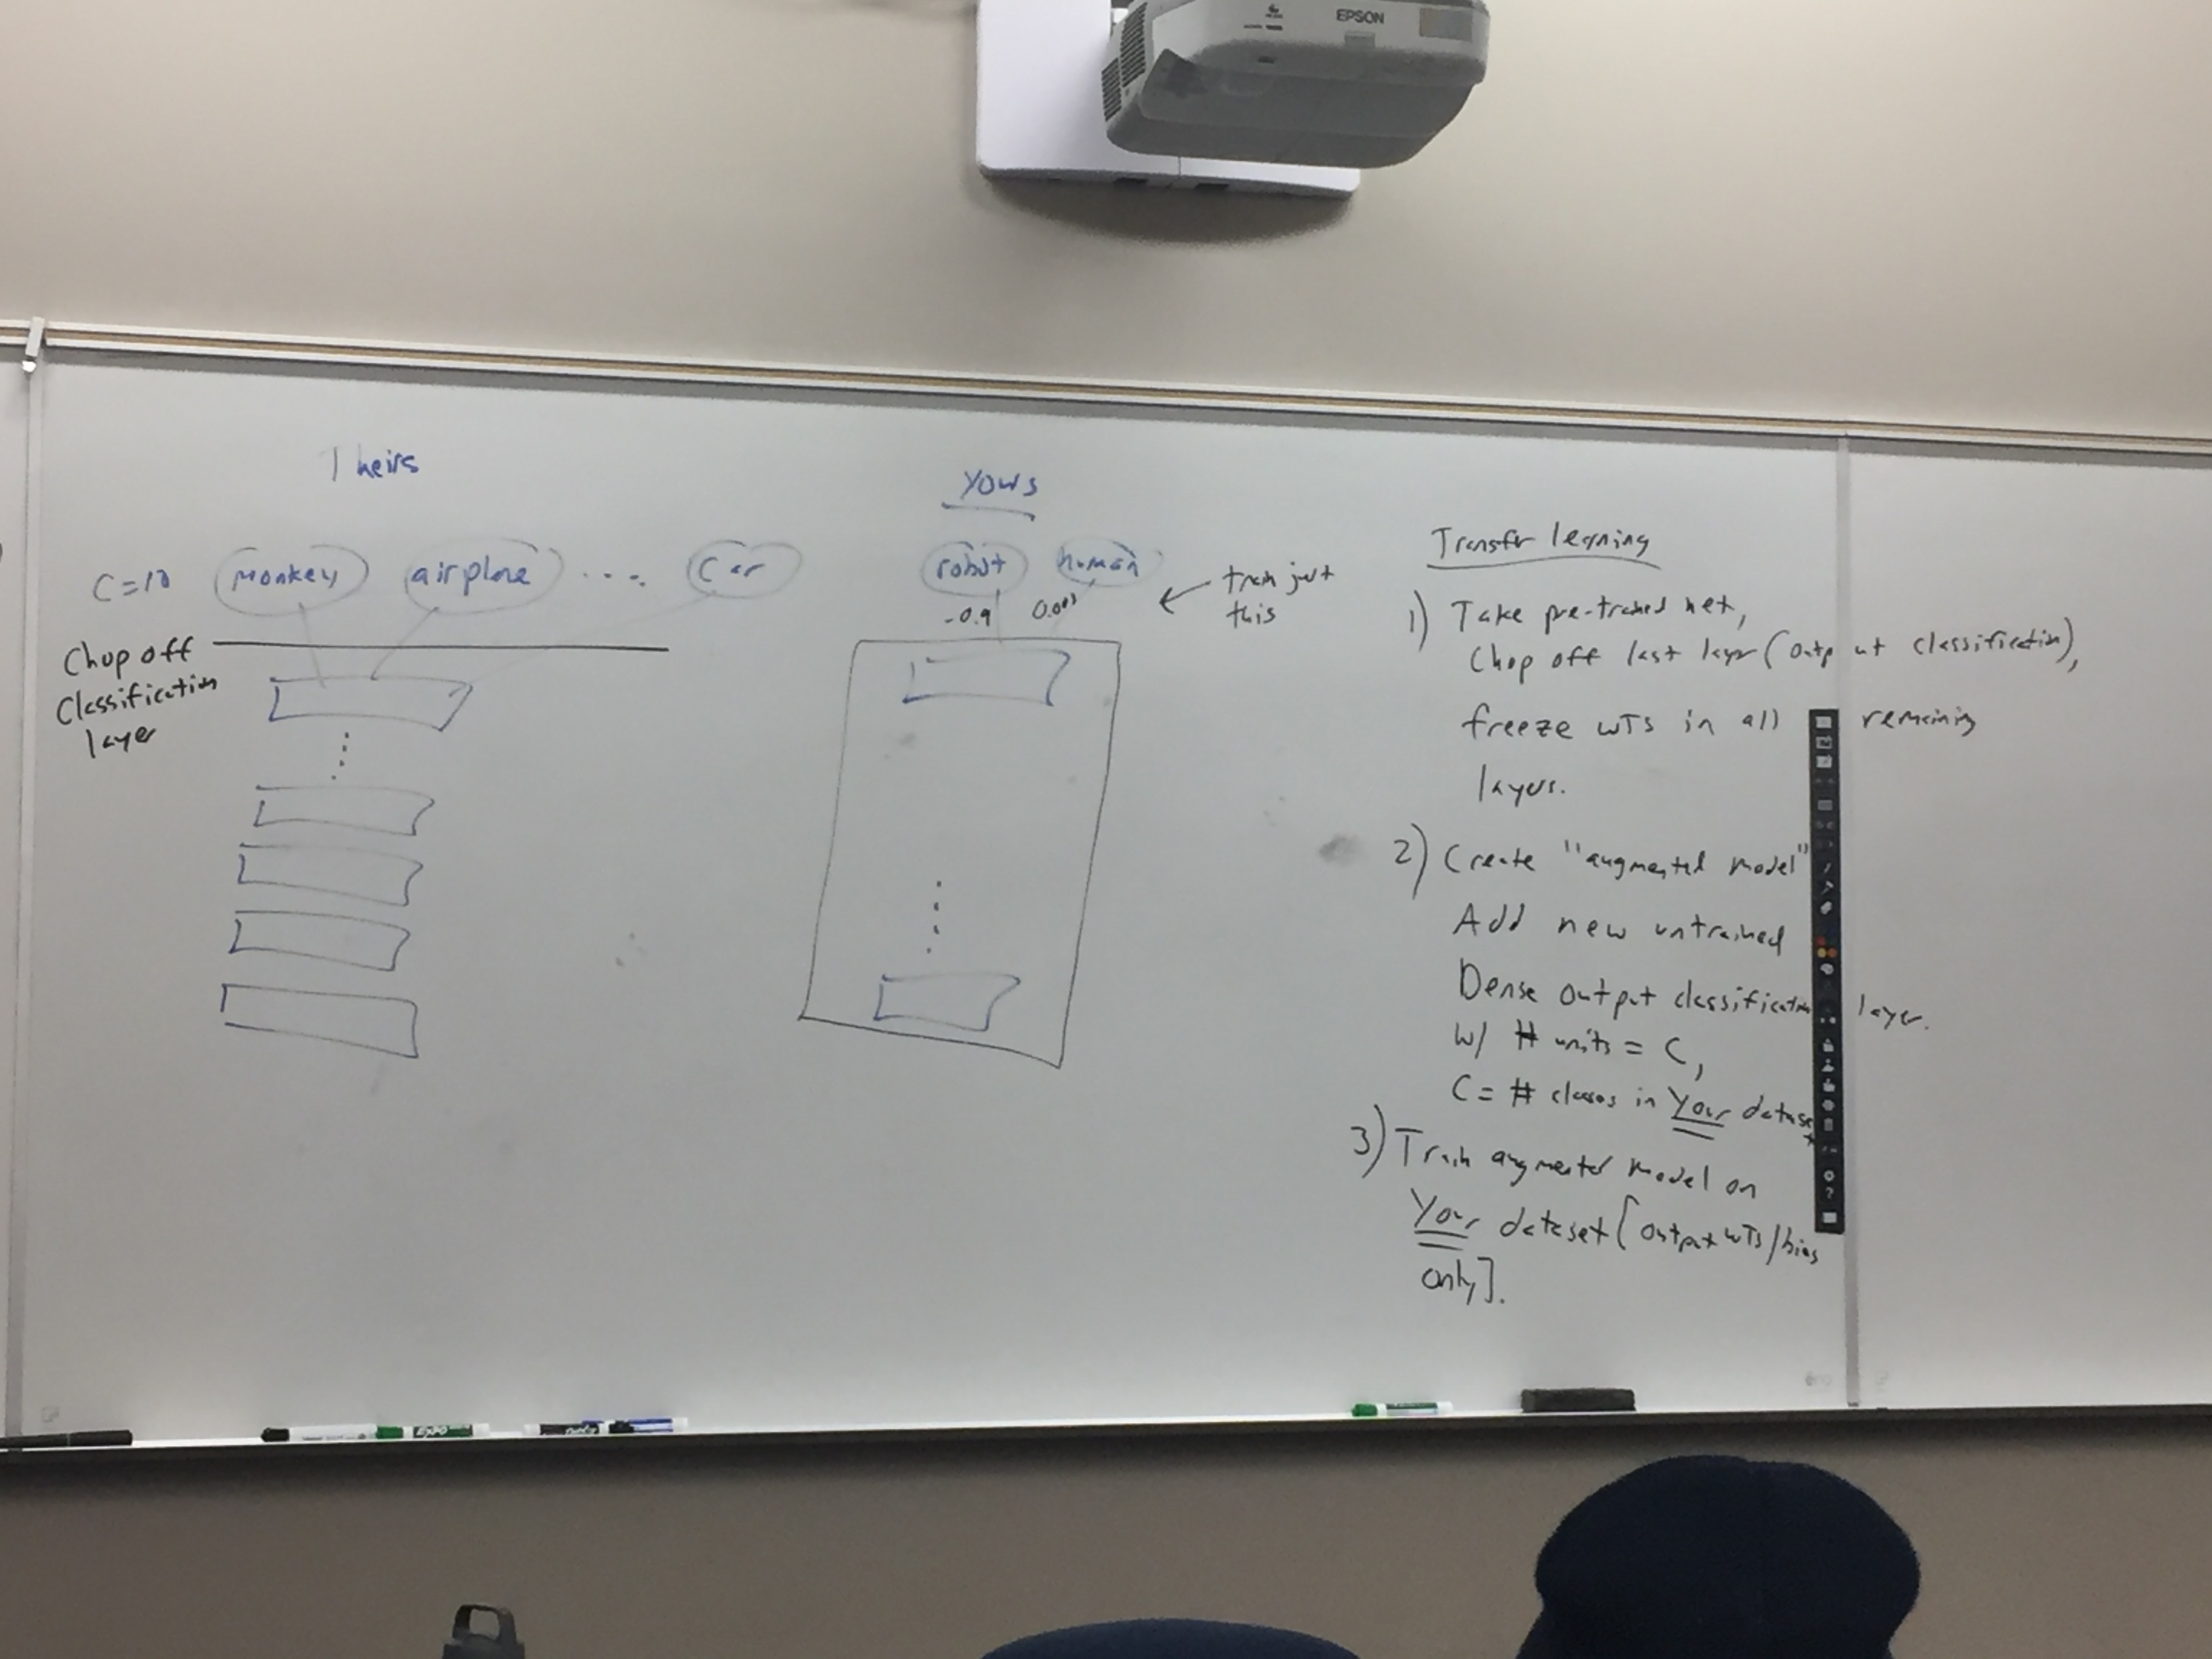 EPSON
Theirs
C=10 monkey airplane .... Car
Chop off
Classification
layer
Yours
robot human
-0.9 0.001
← train just
this
Transfer learning
1) Take pre-trained net,
Chop off last layer (output classification),
freeze wTs in all remaining
layers.
2) Create "augmented model"
Add new untrained
Dense output classification layer.
w/ # units = C,
C = # classes in Your dataset
3) Train augmented model on
Your dataset [output wTs/bias
only].
EXPO